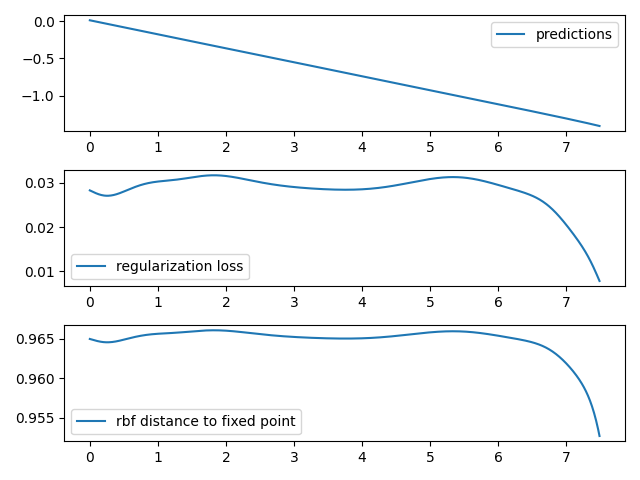 0.0
−0.5
−1.0
predictions
0 1 2 3 4 5 6 7
0.03
0.02
0.01
regularization loss
0 1 2 3 4 5 6 7
0.965
0.960
0.955
rbf distance to fixed point
0 1 2 3 4 5 6 7